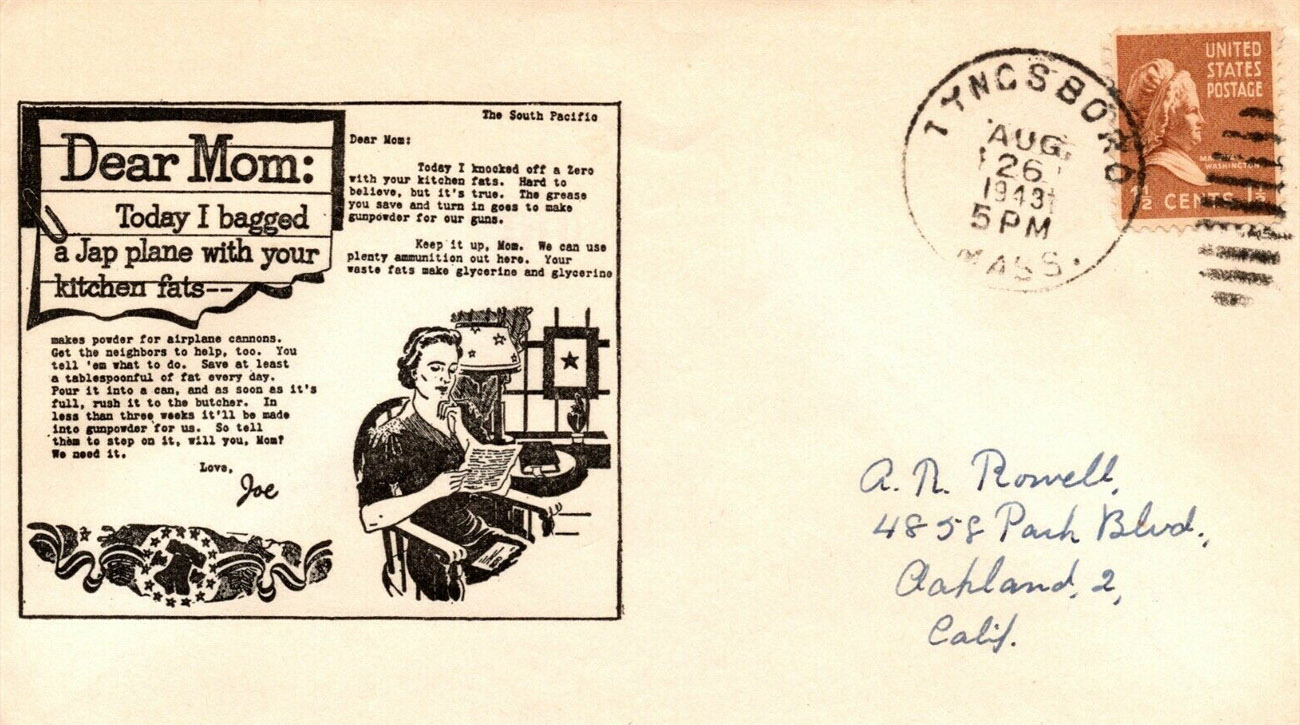 Dear Mom:
Today I bagged
a Jap plane with your
kitchen fats--
The South Pacific
Dear Mom:
Today I knocked off a Zero
with your kitchen fats. Hard to
believe, but it's true. The grease
you save and turn in goes to make
gunpowder for our guns.
Keep it up, Mom. We can use
plenty ammunition out here. Your
waste fats make glycerine and glycerine
makes powder for airplane cannons.
Get the neighbors to help, too. You
tell 'em what to do. Save at least
a tablespoonful of fat every day.
Pour it into a can, and as soon as it's
full, rush it to the butcher. In
less than three weeks it'll be made
into gunpowder for us. So tell
them to step on it, will you, Mom?
We need it.
Love,
Joe
TYNGSBORO
AUG.
26
1943
5 PM
MASS.
UNITED
STATES
POSTAGE
WASHINGTON
1½ CENTS 1½
A. R. Rowell,
4858 Park Blvd.,
Oakland, 2,
Calif.